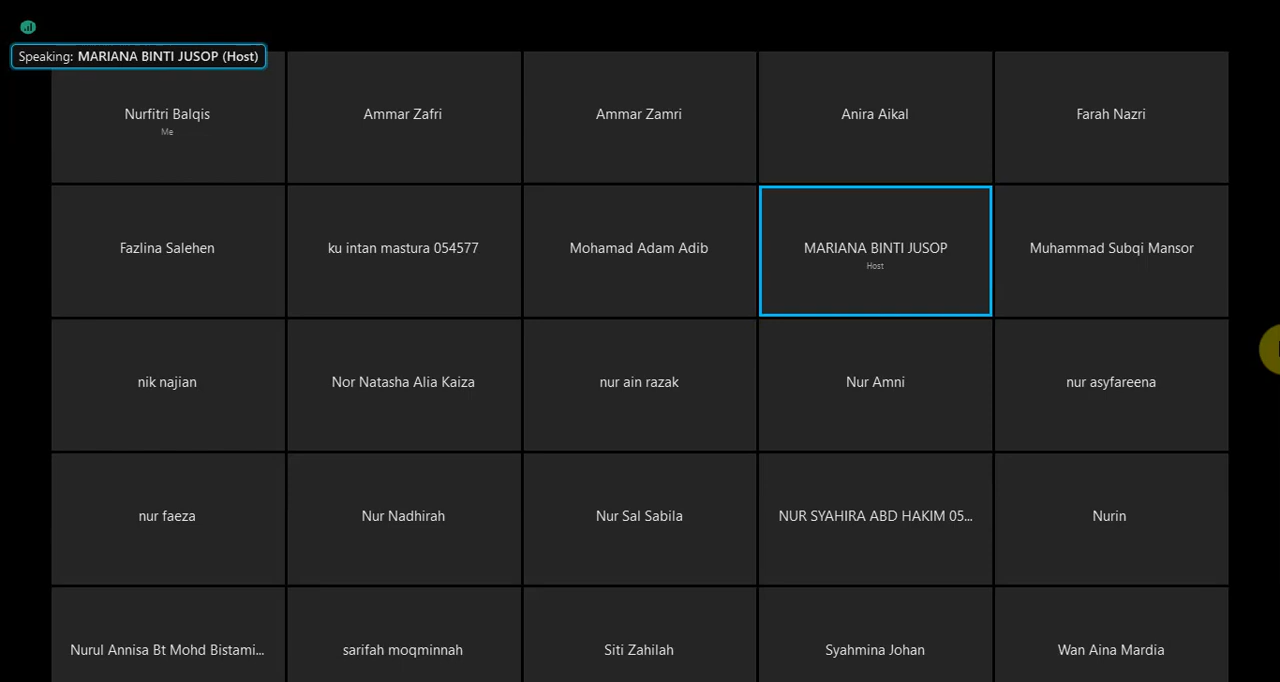 Speaking: MARIANA BINTI JUSOP (Host)
Nurfitri Balqis
Me
Ammar Zafri
Ammar Zamri
Anira Aikal
Farah Nazri
Fazlina Salehen
ku intan mastura 054577
Mohamad Adam Adib
MARIANA BINTI JUSOP
Host
Muhammad Subqi Mansor
nik najian
Nor Natasha Alia Kaiza
nur ain razak
Nur Amni
nur asyfareena
nur faeza
Nur Nadhirah
Nur Sal Sabila
NUR SYAHIRA ABD HAKIM 05...
Nurin
Nurul Annisa Bt Mohd Bistami...
sarifah moqminnah
Siti Zahilah
Syahmina Johan
Wan Aina Mardia